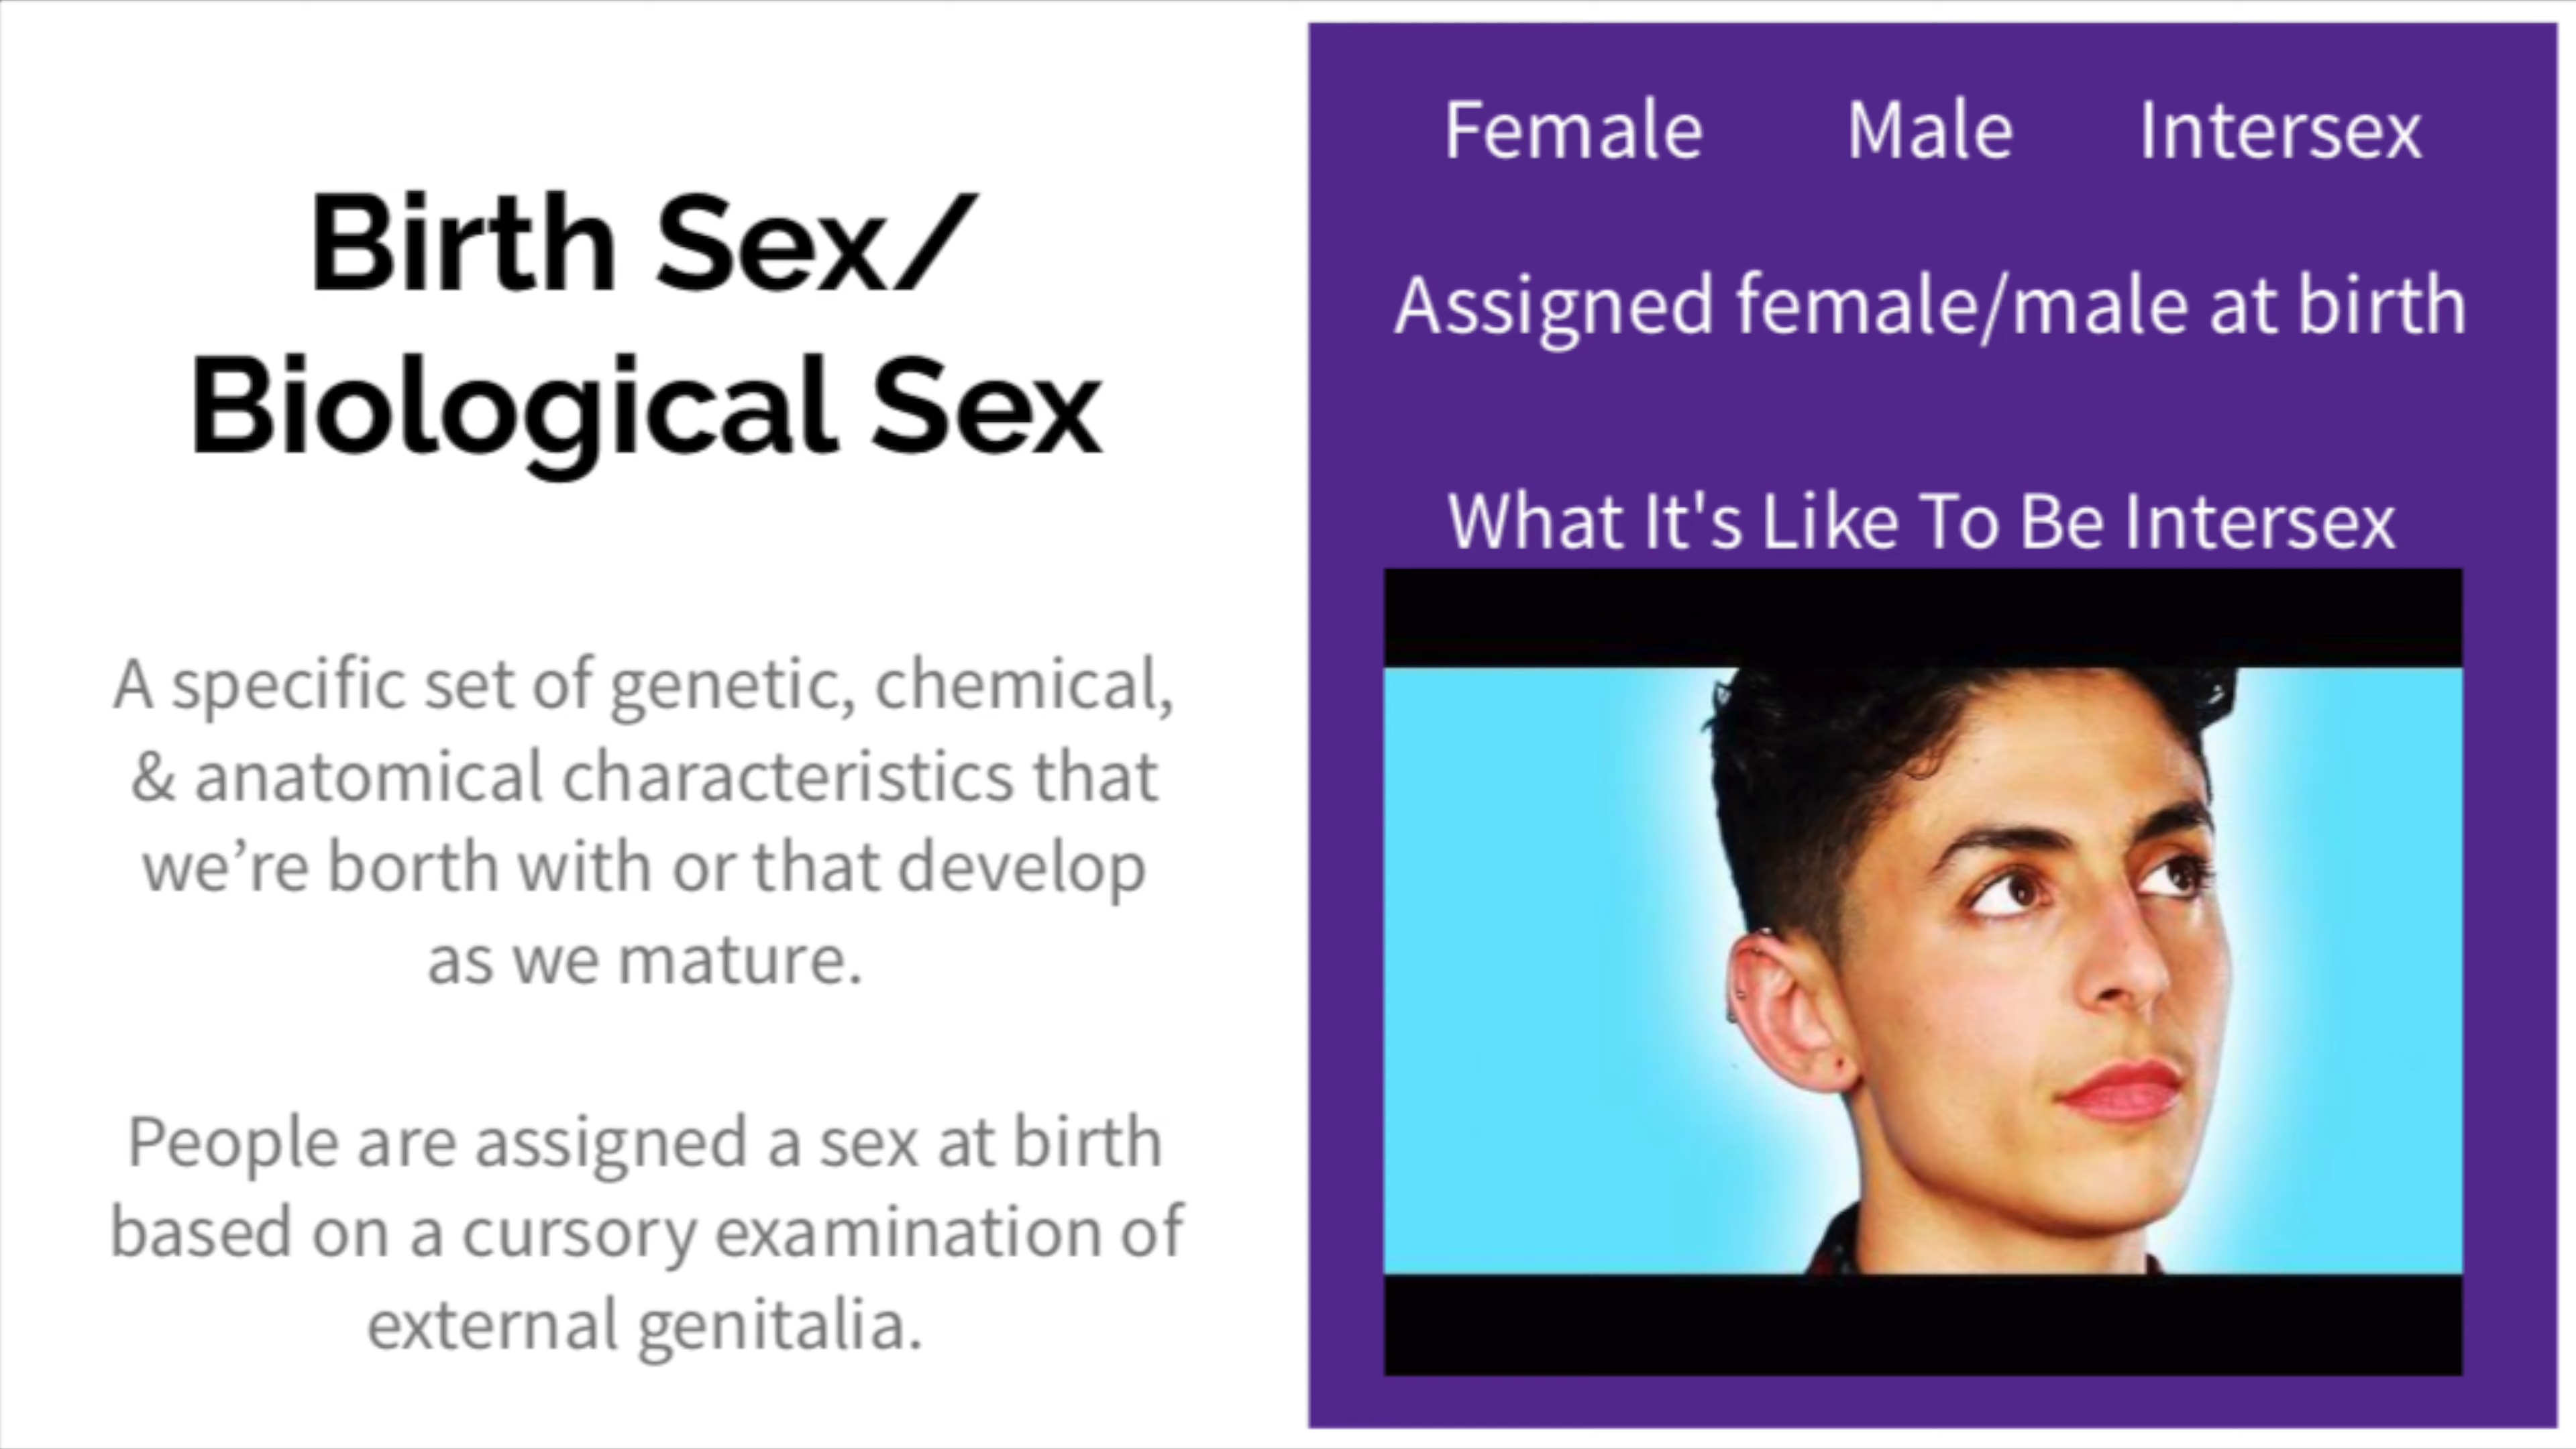 Birth Sex/
Biological Sex
A specific set of genetic, chemical,
& anatomical characteristics that
we’re borth with or that develop
as we mature.
People are assigned a sex at birth
based on a cursory examination of
external genitalia.
Female Male Intersex
Assigned female/male at birth
What It's Like To Be Intersex